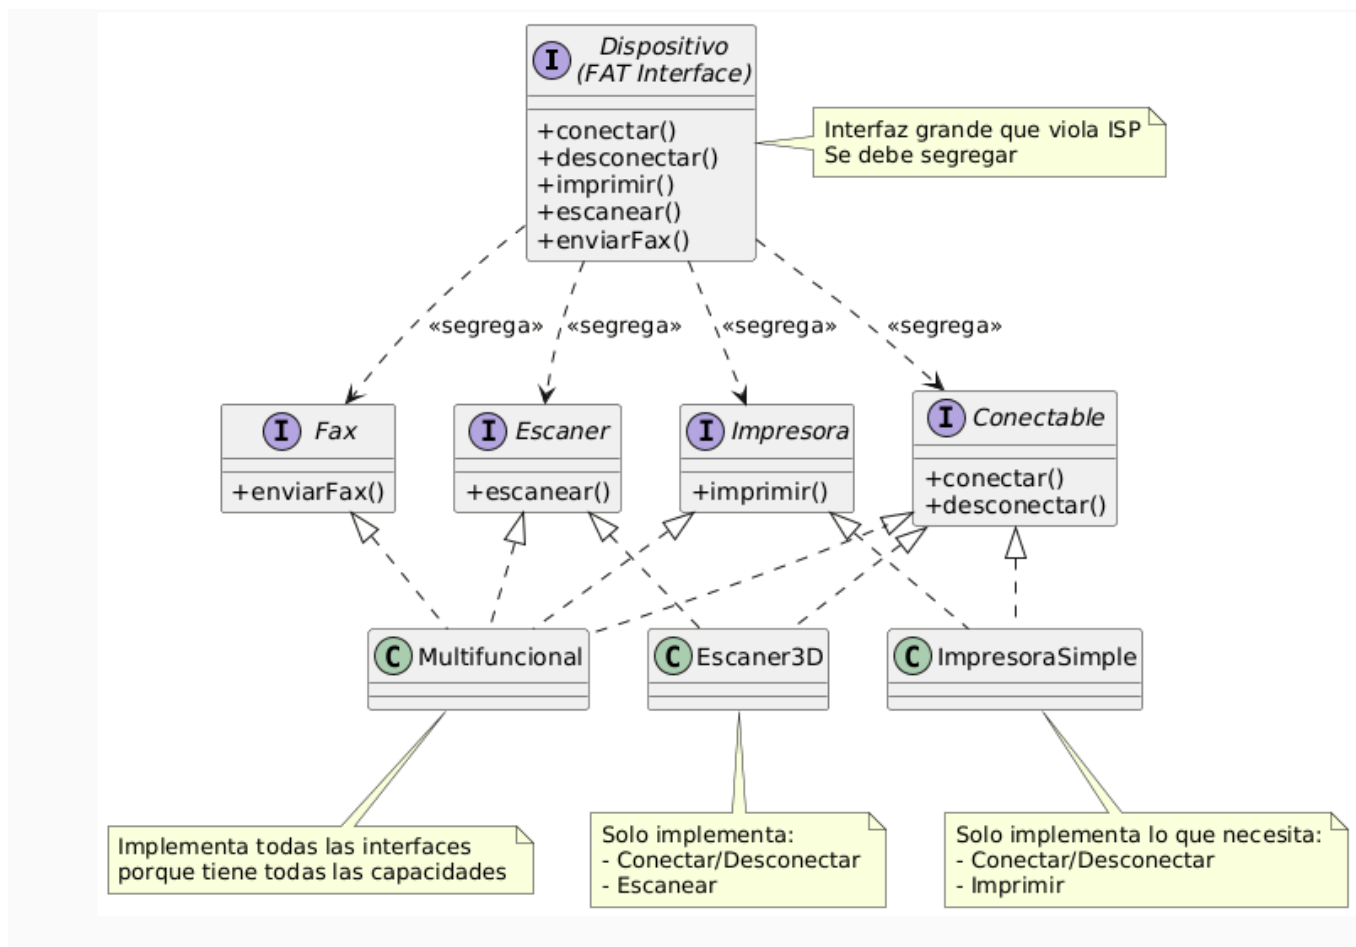 I
Dispositivo
(FAT Interface)
+conectar()
+desconectar()
+imprimir()
+escanear()
+enviarFax()
Interfaz grande que viola ISP
Se debe segregar
«segrega»
«segrega»
«segrega»
«segrega»
I Fax
+enviarFax()
I Escaner
+escanear()
I Impresora
+imprimir()
I Conectable
+conectar()
+desconectar()
C Multifuncional
C Escaner3D
C ImpresoraSimple
Implementa todas las interfaces
porque tiene todas las capacidades
Solo implementa:
- Conectar/Desconectar
- Escanear
Solo implementa lo que necesita:
- Conectar/Desconectar
- Imprimir